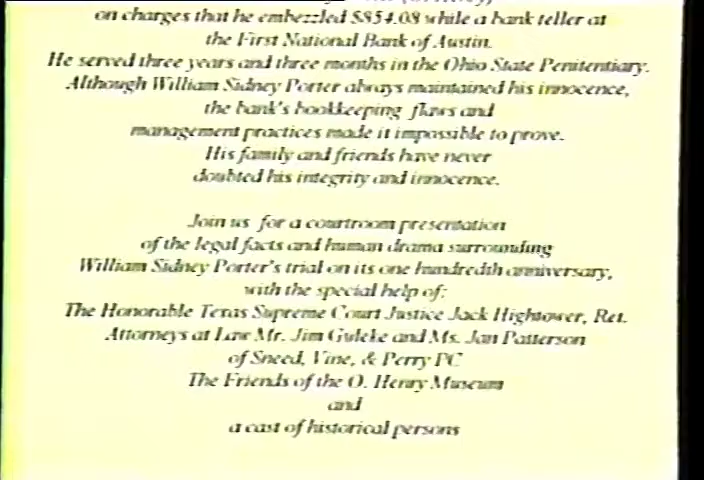 on charges that he embezzled $854.08 while a bank teller at
the First National Bank of Austin.
He served three years and three months in the Ohio State Penitentiary.
Although William Sidney Porter always maintained his innocence,
the bank's bookkeeping flaws and
management practices made it impossible to prove.
His family and friends have never
doubted his integrity and innocence.
Join us for a courtroom presentation
of the legal facts and human drama surrounding
William Sidney Porter's trial on its one hundredth anniversary,
with the special help of:
The Honorable Texas Supreme Court Justice Jack Hightower, Ret.
Attorneys at Law Mr. Jim Guleke and Ms. Jan Patterson
of Sneed, Vine, & Perry PC
The Friends of the O. Henry Museum
and
a cast of historical persons